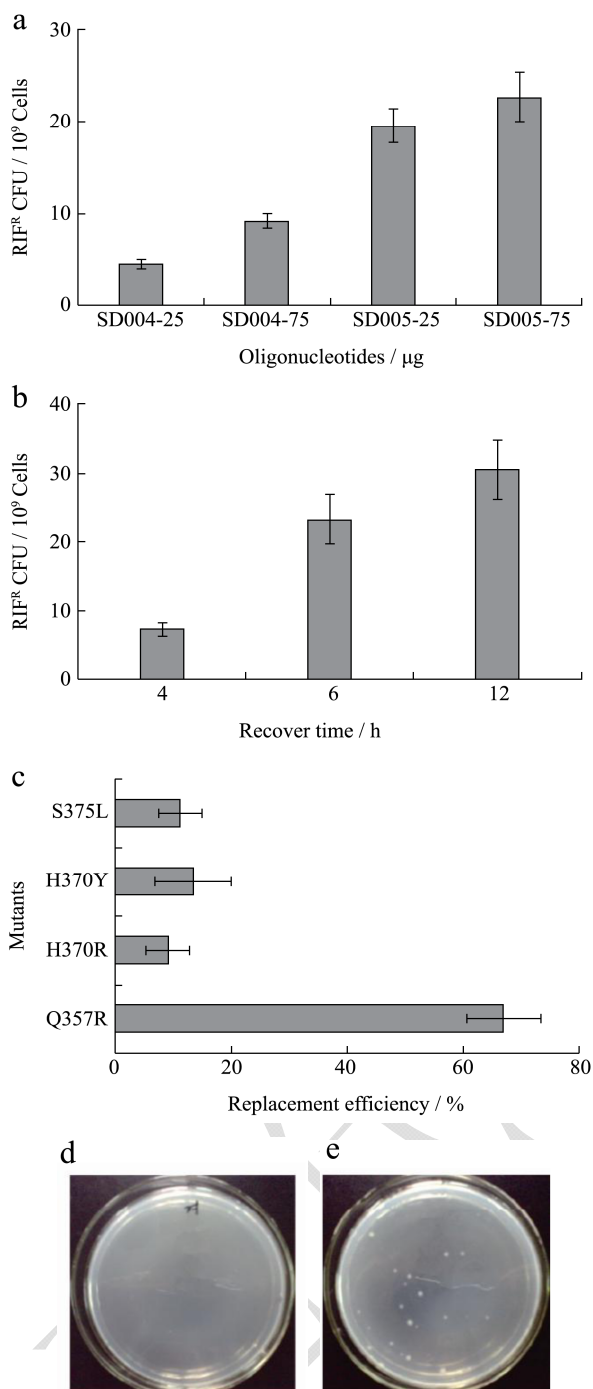 a
30
20
10
0
RIFᴿ CFU / 10⁹ Cells
SD004-25 SD004-75 SD005-25 SD005-75
Oligonucleotides / μg
b
40
30
20
10
0
RIFᴿ CFU / 10⁹ Cells
4 6 12
Recover time / h
c
Mutants
S375L
H370Y
H370R
Q357R
0 20 40 60 80
Replacement efficiency / %
d e